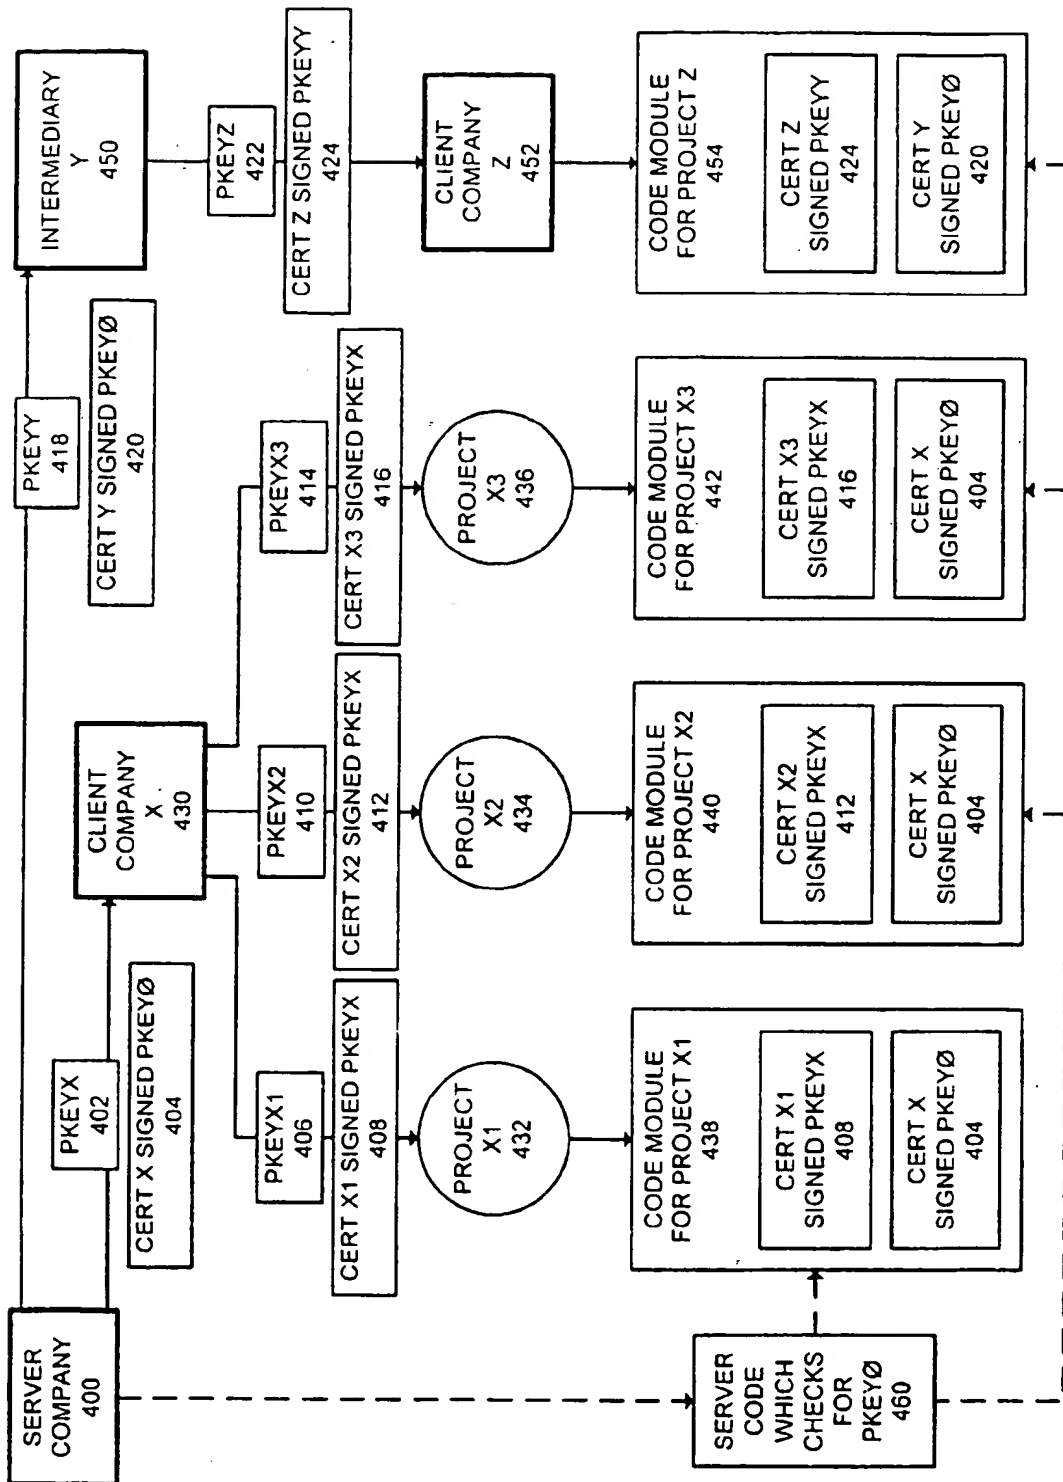 SERVER
COMPANY
400
PKEYX
402
CERT X SIGNED PKEYØ
404
CLIENT
COMPANY
X
430
PKEYY
418
CERT Y SIGNED PKEYØ
420
INTERMEDIARY
Y
450
PKEYX1
406
CERT X1 SIGNED PKEYX
408
PKEYX2
410
CERT X2 SIGNED PKEYX
412
PKEYX3
414
CERT X3 SIGNED PKEYX
416
PKEYZ
422
CERT Z SIGNED PKEYY
424
PROJECT
X1
432
PROJECT
X2
434
PROJECT
X3
436
CLIENT
COMPANY
Z
452
SERVER
CODE
WHICH
CHECKS
FOR
PKEYØ
460
CODE MODULE
FOR PROJECT X1
438
CERT X1
SIGNED PKEYX
408
CERT X
SIGNED PKEYØ
404
CODE MODULE
FOR PROJECT X2
440
CERT X2
SIGNED PKEYX
412
CERT X
SIGNED PKEYØ
404
CODE MODULE
FOR PROJECT X3
442
CERT X3
SIGNED PKEYX
416
CERT X
SIGNED PKEYØ
404
CODE MODULE
FOR PROJECT Z
454
CERT Z
SIGNED PKEYY
424
CERT Y
SIGNED PKEYØ
420